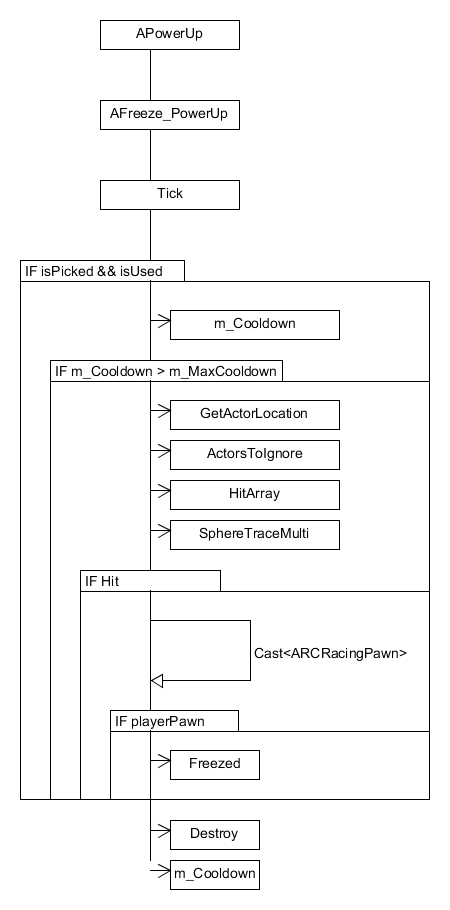 APowerUp
AFreeze_PowerUp
Tick
IF isPicked && isUsed
m_Cooldown
IF m_Cooldown > m_MaxCooldown
GetActorLocation
ActorsToIgnore
HitArray
SphereTraceMulti
IF Hit
Cast<ARCRacingPawn>
IF playerPawn
Freezed
Destroy
m_Cooldown